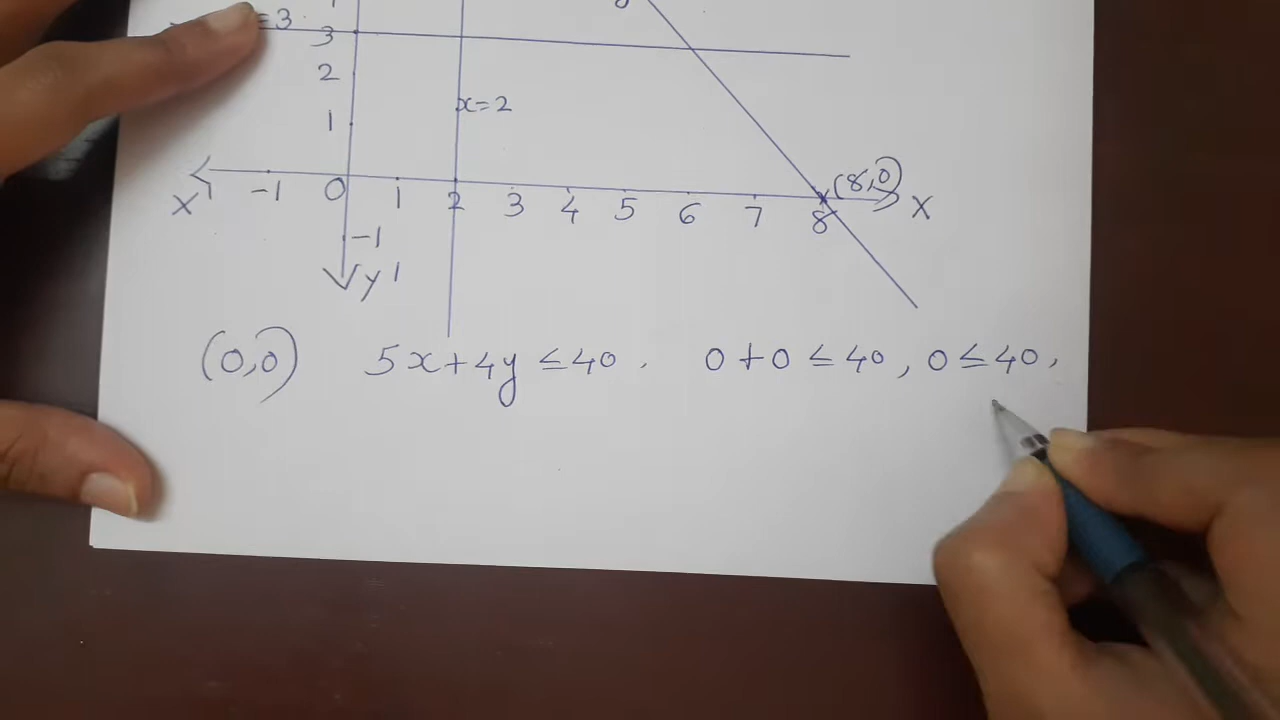 =3
3
2
x=2
1
(8,0)
X -1 0 1 2 3 4 5 6 7 8 X
-1
y'
(0,0) 5x+4y ≤40. 0+0 ≤40, 0≤40,